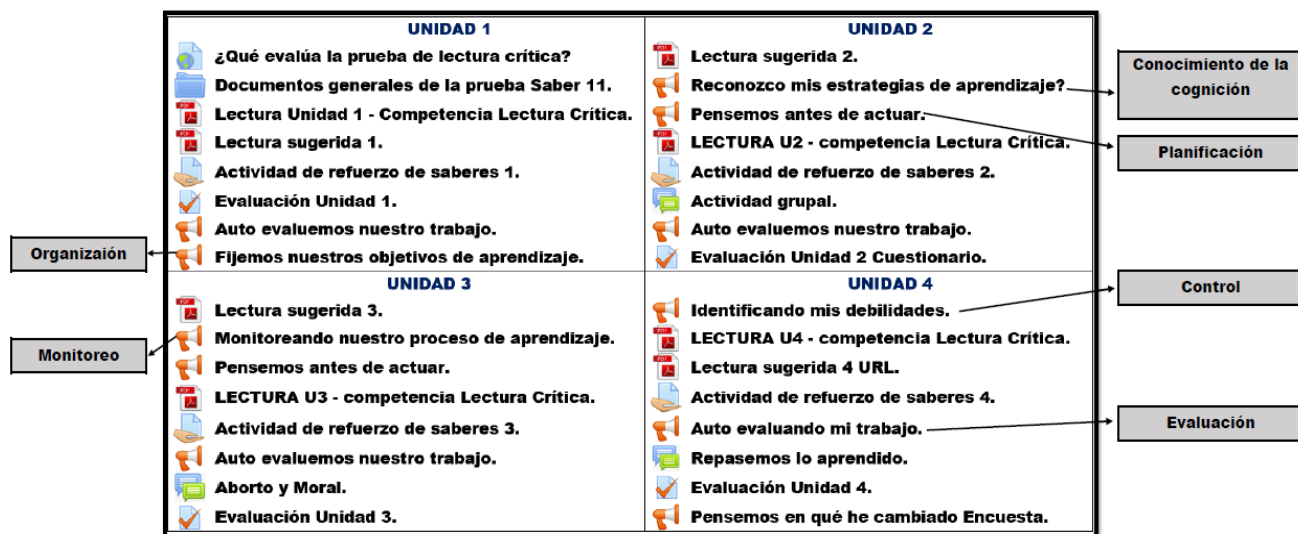 UNIDAD 1
¿Qué evalúa la prueba de lectura crítica?
Documentos generales de la prueba Saber 11.
Lectura Unidad 1 - Competencia Lectura Crítica.
Lectura sugerida 1.
Actividad de refuerzo de saberes 1.
Evaluación Unidad 1.
Auto evaluemos nuestro trabajo.
Fijemos nuestros objetivos de aprendizaje.
Organizaión
UNIDAD 2
Lectura sugerida 2.
Reconozco mis estrategias de aprendizaje?
Pensemos antes de actuar.
LECTURA U2 - competencia Lectura Crítica.
Actividad de refuerzo de saberes 2.
Actividad grupal.
Auto evaluemos nuestro trabajo.
Evaluación Unidad 2 Cuestionario.
Conocimiento de la
cognición
Planificación
UNIDAD 3
Lectura sugerida 3.
Monitoreando nuestro proceso de aprendizaje.
Pensemos antes de actuar.
LECTURA U3 - competencia Lectura Crítica.
Actividad de refuerzo de saberes 3.
Auto evaluemos nuestro trabajo.
Aborto y Moral.
Evaluación Unidad 3.
Monitoreo
UNIDAD 4
Identificando mis debilidades.
LECTURA U4 - competencia Lectura Crítica.
Lectura sugerida 4 URL.
Actividad de refuerzo de saberes 4.
Auto evaluando mi trabajo.
Repasemos lo aprendido.
Evaluación Unidad 4.
Pensemos en qué he cambiado Encuesta.
Control
Evaluación